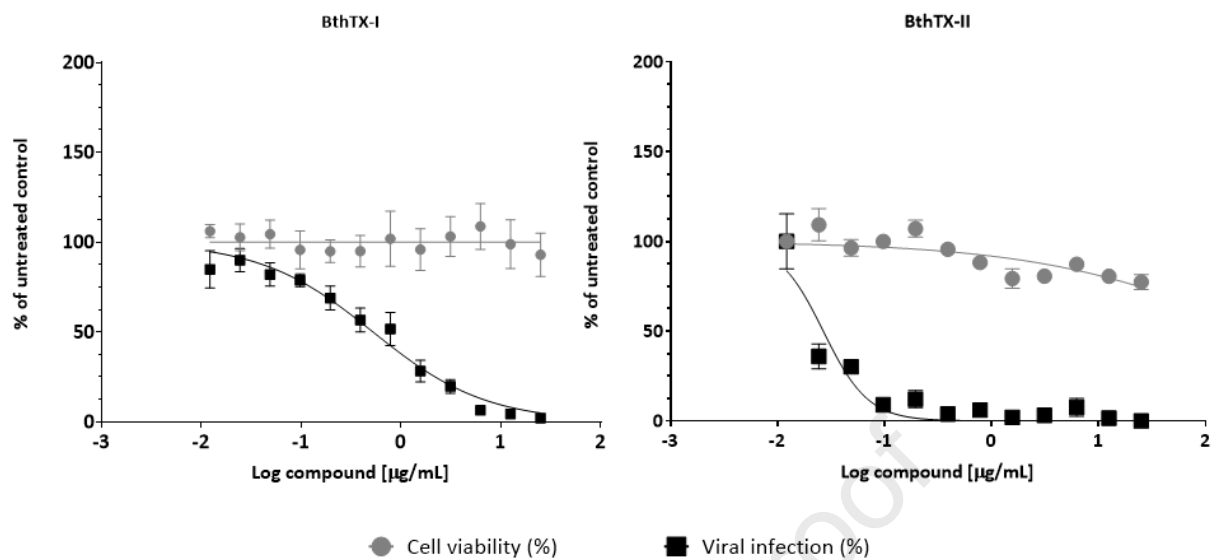 BthTX-I
BthTX-II
% of untreated control
200
150
100
50
0
-3
-2
-1
0
1
2
Log compound [µg/mL]
% of untreated control
200
150
100
50
0
-3
-2
-1
0
1
2
Log compound [µg/mL]
Cell viability (%)
Viral infection (%)